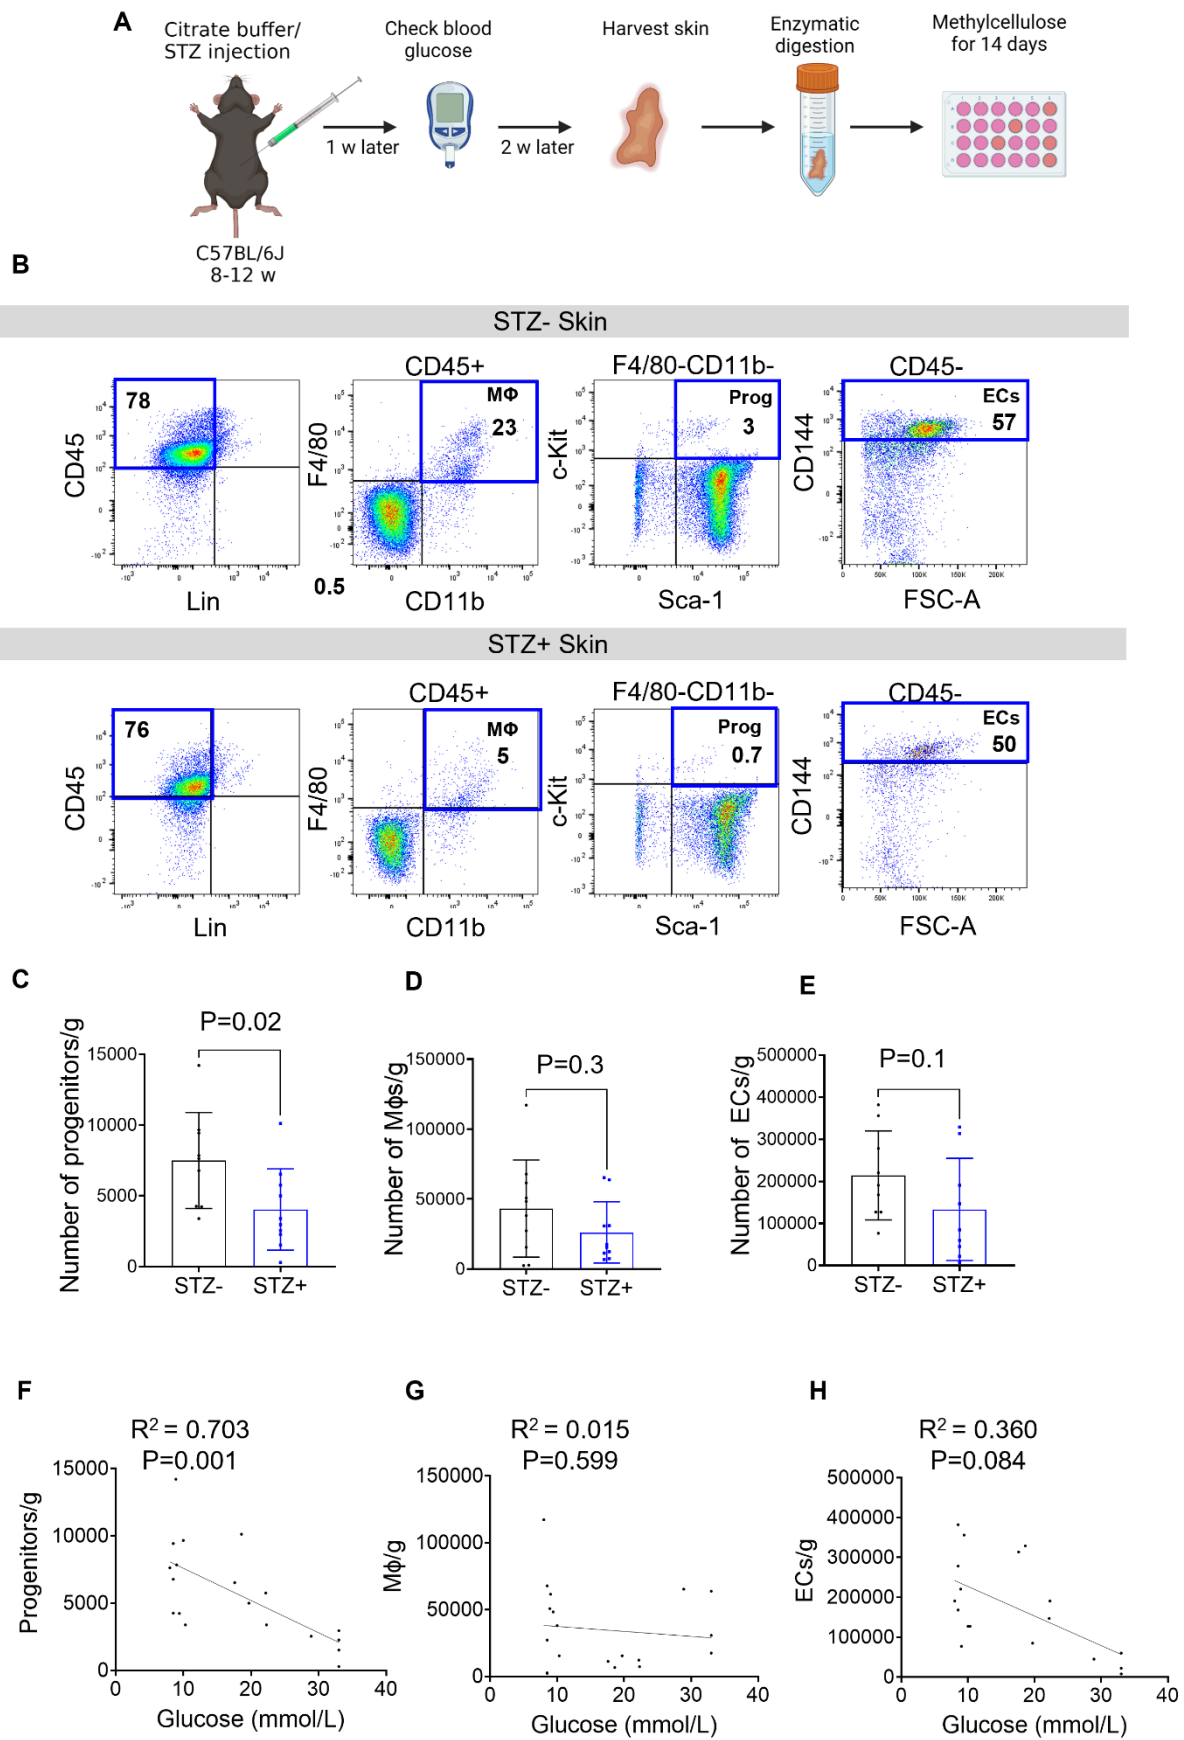 A
Citrate buffer/
STZ injection
Check blood
glucose
Harvest skin
Enzymatic
digestion
Methylcellulose
for 14 days
1 w later
2 w later
C57BL/6J
8-12 w
B
STZ- Skin
CD45+
F4/80-CD11b-
CD45-
78
MΦ
23
Prog
3
ECs
57
CD45
F4/80
c-Kit
CD144
Lin
0.5
CD11b
Sca-1
FSC-A
STZ+ Skin
CD45+
F4/80-CD11b-
CD45-
76
MΦ
5
Prog
0.7
ECs
50
CD45
F4/80
c-Kit
CD144
Lin
CD11b
Sca-1
FSC-A
C
P=0.02
Number of progenitors/g
15000
10000
5000
0
STZ-
STZ+
D
P=0.3
Number of Mϕs/g
150000
100000
50000
0
STZ-
STZ+
E
P=0.1
Number of ECs/g
500000
400000
300000
200000
100000
0
STZ-
STZ+
F
R² = 0.703
P=0.001
Progenitors/g
15000
10000
5000
0
0 10 20 30 40
Glucose (mmol/L)
G
R² = 0.015
P=0.599
Mϕ/g
150000
100000
50000
0
0 10 20 30 40
Glucose (mmol/L)
H
R² = 0.360
P=0.084
ECs/g
500000
400000
300000
200000
100000
0
0 10 20 30 40
Glucose (mmol/L)